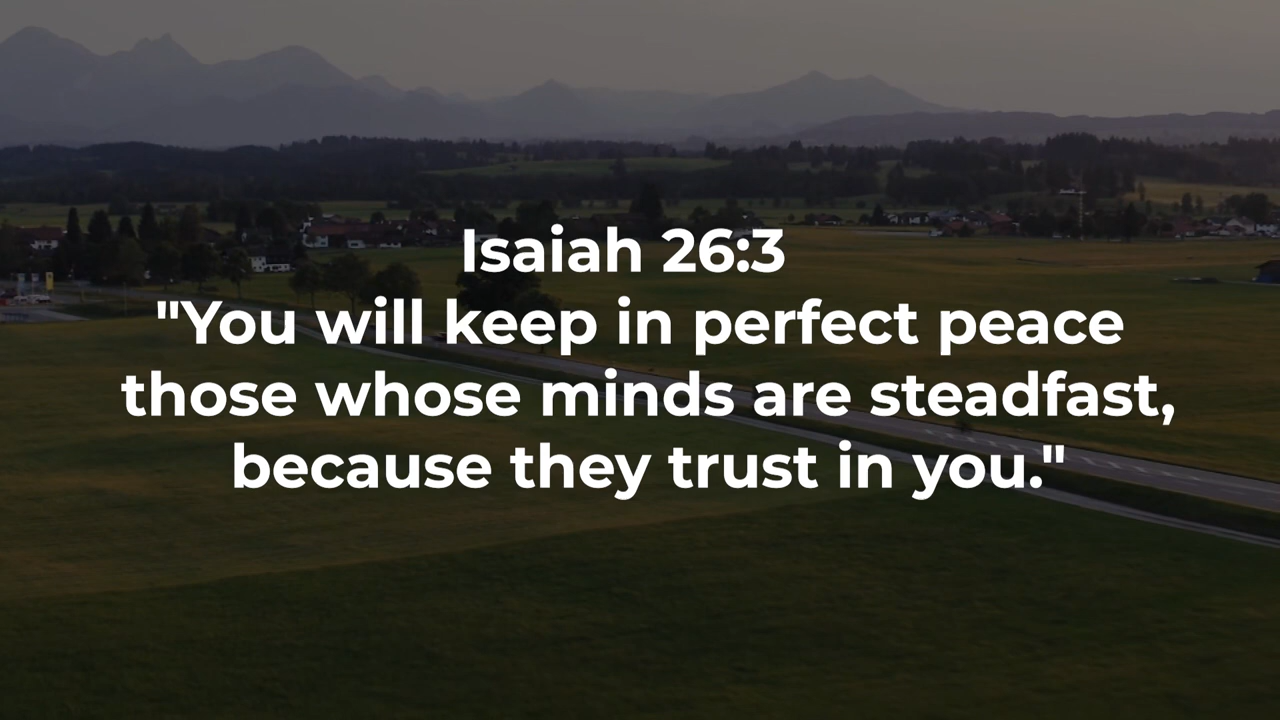 Isaiah 26:3
"You will keep in perfect peace
those whose minds are steadfast,
because they trust in you."